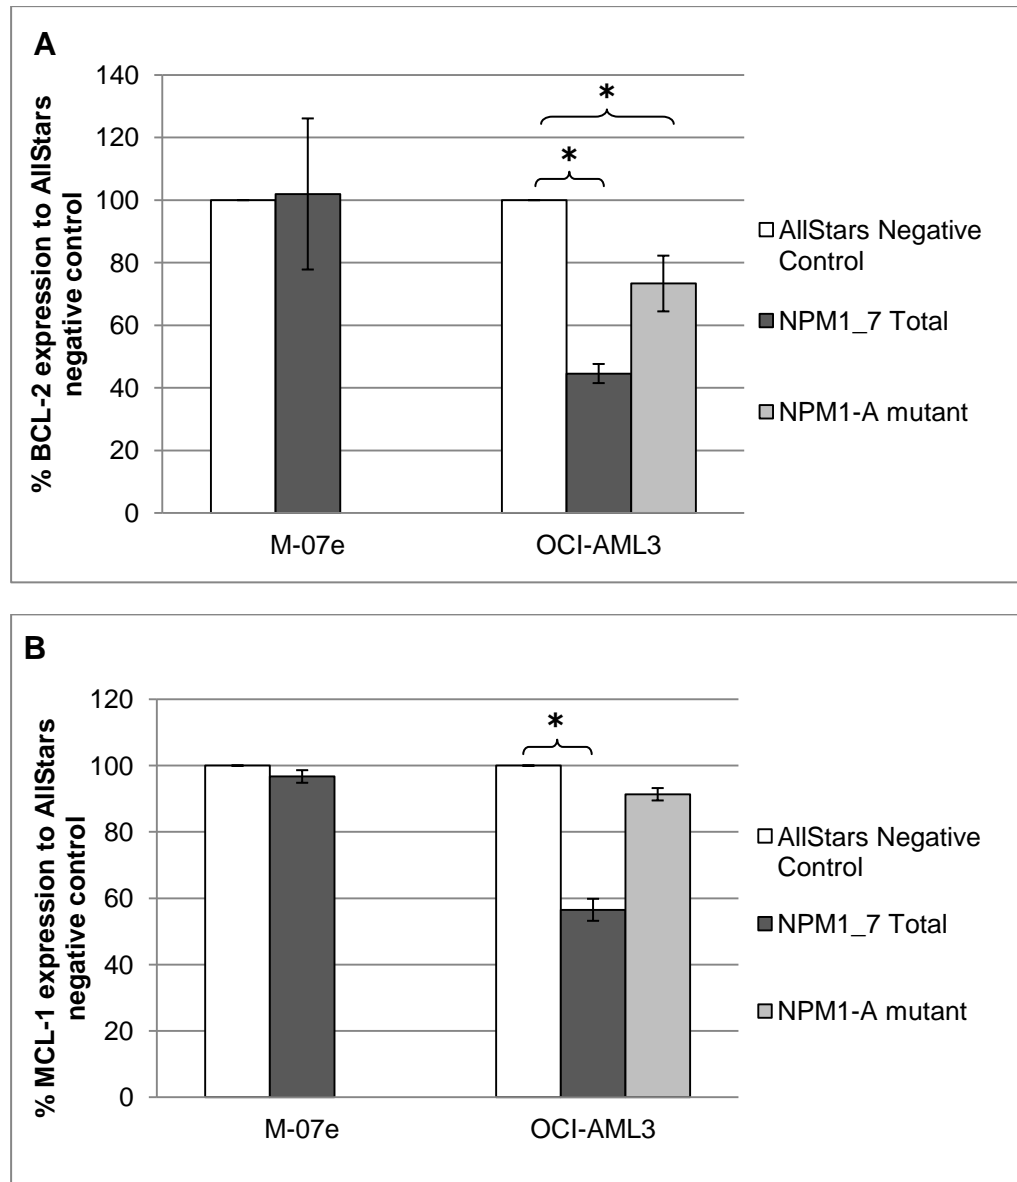 A
% BCL-2 expression to AllStars
negative control
140
120
100
80
60
40
20
0
*
*
M-07e
OCI-AML3
AllStars Negative
Control
NPM1_7 Total
NPM1-A mutant
B
% MCL-1 expression to AllStars
negative control
120
100
80
60
40
20
0
*
M-07e
OCI-AML3
AllStars Negative
Control
NPM1_7 Total
NPM1-A mutant